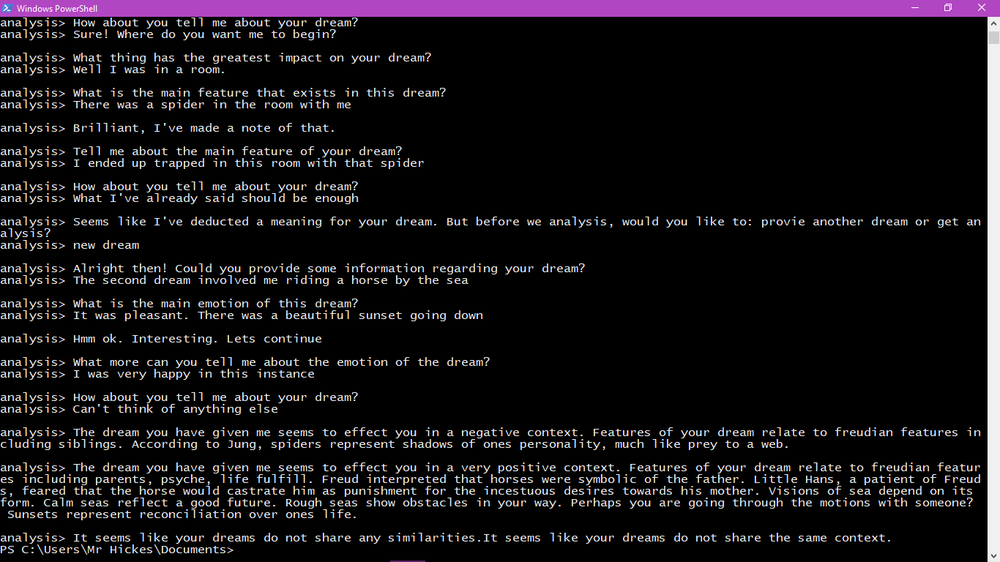 Windows PowerShell
analysis> How about you tell me about your dream?
analysis> Sure! Where do you want me to begin?
analysis> What thing has the greatest impact on your dream?
analysis> Well I was in a room.
analysis> What is the main feature that exists in this dream?
analysis> There was a spider in the room with me
analysis> Brilliant, I've made a note of that.
analysis> Tell me about the main feature of your dream?
analysis> I ended up trapped in this room with that spider
analysis> How about you tell me about your dream?
analysis> What I've already said should be enough
analysis> Seems like I've deducted a meaning for your dream. But before we analysis, would you like to: provie another dream or get an
alysis?
analysis> new dream
analysis> Alright then! Could you provide some information regarding your dream?
analysis> The second dream involved me riding a horse by the sea
analysis> What is the main emotion of this dream?
analysis> It was pleasant. There was a beautiful sunset going down
analysis> Hmm ok. Interesting. Lets continue
analysis> What more can you tell me about the emotion of the dream?
analysis> I was very happy in this instance
analysis> How about you tell me about your dream?
analysis> Can't think of anything else
analysis> The dream you have given me seems to effect you in a negative context. Features of your dream relate to freudian features in
cluding siblings. According to Jung, spiders represent shadows of ones personality, much like prey to a web.
analysis> The dream you have given me seems to effect you in a very positive context. Features of your dream relate to freudian featur
es including parents, psyche, life fulfill. Freud interpreted that horses were symbolic of the father. Little Hans, a patient of Freud
s, feared that the horse would castrate him as punishment for the incestuous desires towards his mother. Visions of sea depend on its
form. Calm seas reflect a good future. Rough seas show obstacles in your way. Perhaps you are going through the motions with someone?
Sunsets represent reconciliation over ones life.
analysis> It seems like your dreams do not share any similarities.It seems like your dreams do not share the same context.
PS C:\Users\Mr Hickes\Documents>